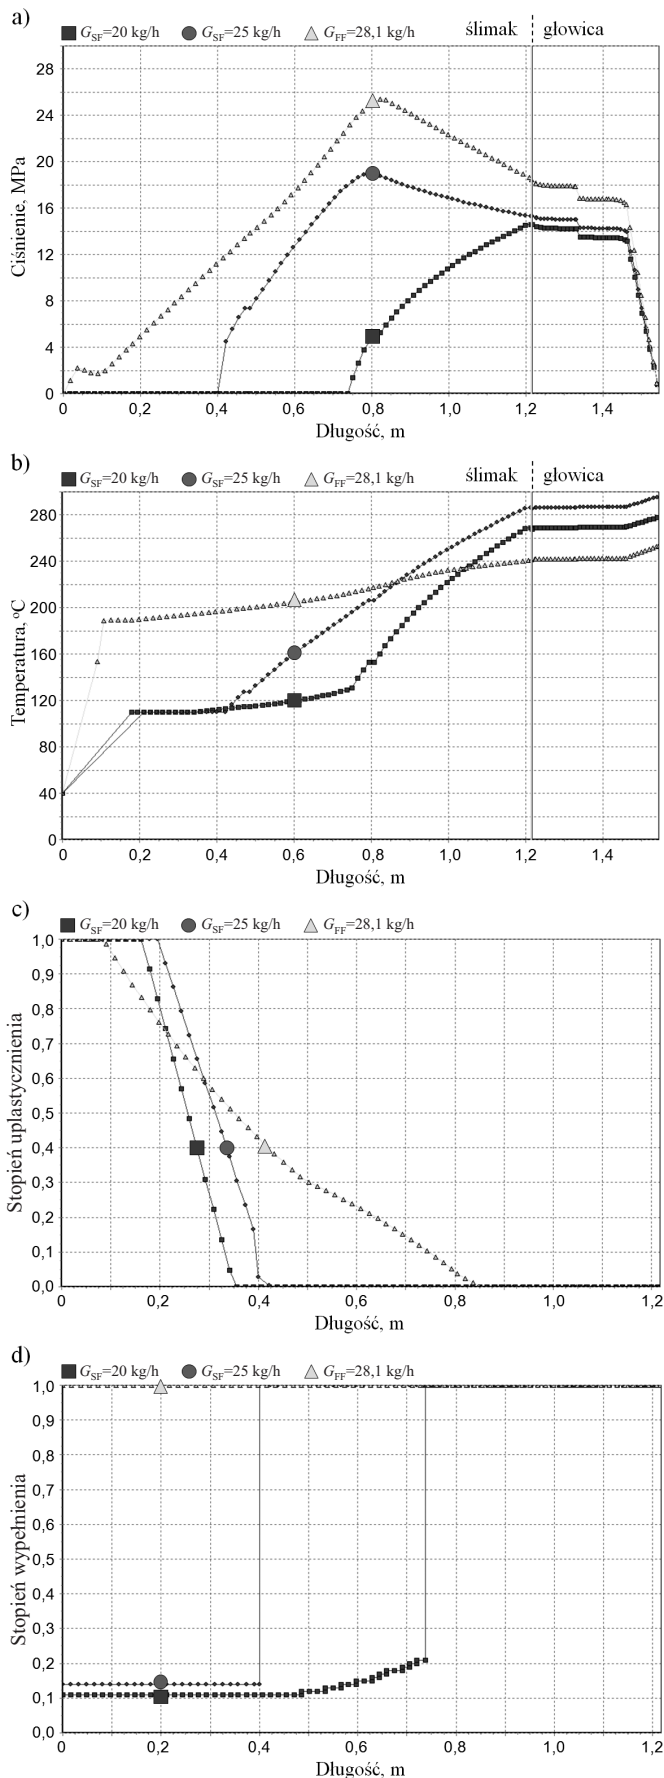 a)
G_SF=20 kg/h G_SF=25 kg/h G_FF=28,1 kg/h ślimak głowica
Ciśnienie, MPa
28
24
20
16
12
8
4
0
0 0,2 0,4 0,6 0,8 1,0 1,2 1,4
Długość, m
b)
G_SF=20 kg/h G_SF=25 kg/h G_FF=28,1 kg/h ślimak głowica
Temperatura, °C
280
240
200
160
120
80
40
0
0 0,2 0,4 0,6 0,8 1,0 1,2 1,4
Długość, m
c)
G_SF=20 kg/h G_SF=25 kg/h G_FF=28,1 kg/h
Stopień uplastycznienia
1,0
0,9
0,8
0,7
0,6
0,5
0,4
0,3
0,2
0,1
0,0
0 0,2 0,4 0,6 0,8 1,0 1,2
Długość, m
d)
G_SF=20 kg/h G_SF=25 kg/h G_FF=28,1 kg/h
Stopień wypełnienia
1,0
0,9
0,8
0,7
0,6
0,5
0,4
0,3
0,2
0,1
0,0
0 0,2 0,4 0,6 0,8 1,0 1,2
Długość, m